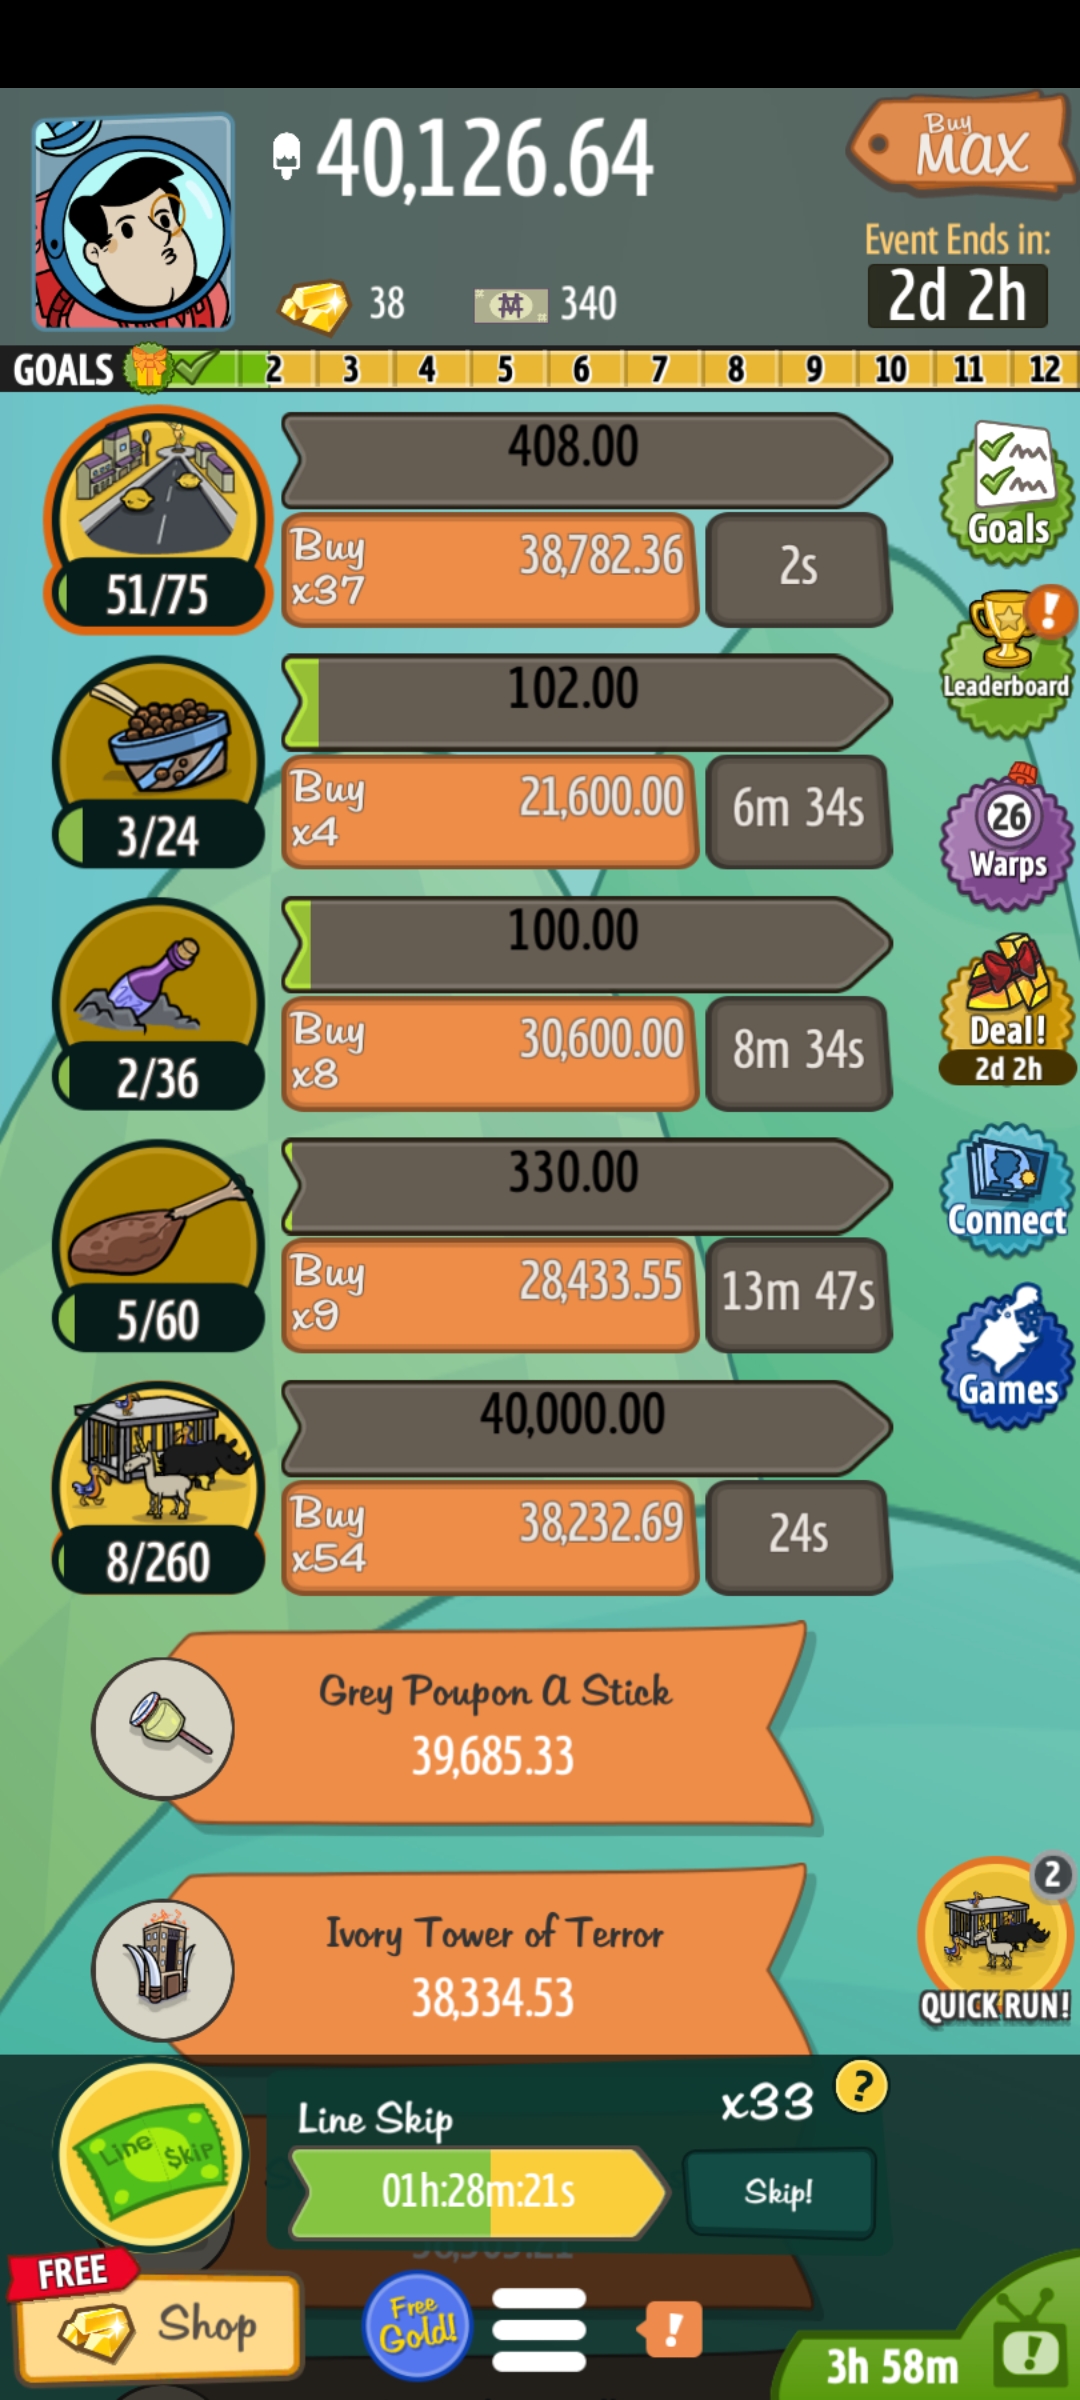 40,126.64
Buy
MAX
Event Ends in:
38
340
2d 2h
GOALS 2 3 4 5 6 7 8 9 10 11 12
408.00
Buy
x37
38,782.36
2s
51/75
Goals
102.00
Buy
x4
21,600.00
6m 34s
3/24
!
Leaderboard
100.00
Buy
x8
30,600.00
8m 34s
2/36
26
Warps
330.00
Buy
x9
28,433.55
13m 47s
5/60
Deal!
2d 2h
Connect
40,000.00
Buy
x54
38,232.69
24s
8/260
Games
Grey Poupon A Stick
39,685.33
Ivory Tower of Terror
38,334.53
2
QUICK RUN!
Line $kip
Line Skip
x33
?
01h:28m:21s
Skip!
FREE
Shop
Free
Gold!
!
3h 58m
!